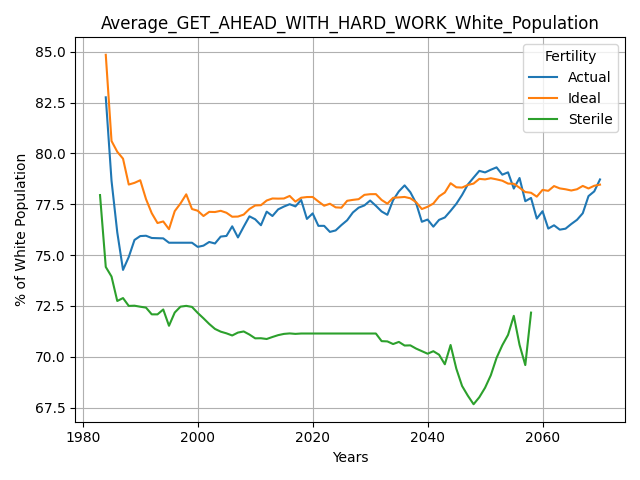 Average_GET_AHEAD_WITH_HARD_WORK_White_Population
Fertility
Actual
Ideal
Sterile
% of White Population
85.0
82.5
80.0
77.5
75.0
72.5
70.0
67.5
1980
2000
2020
2040
2060
Years